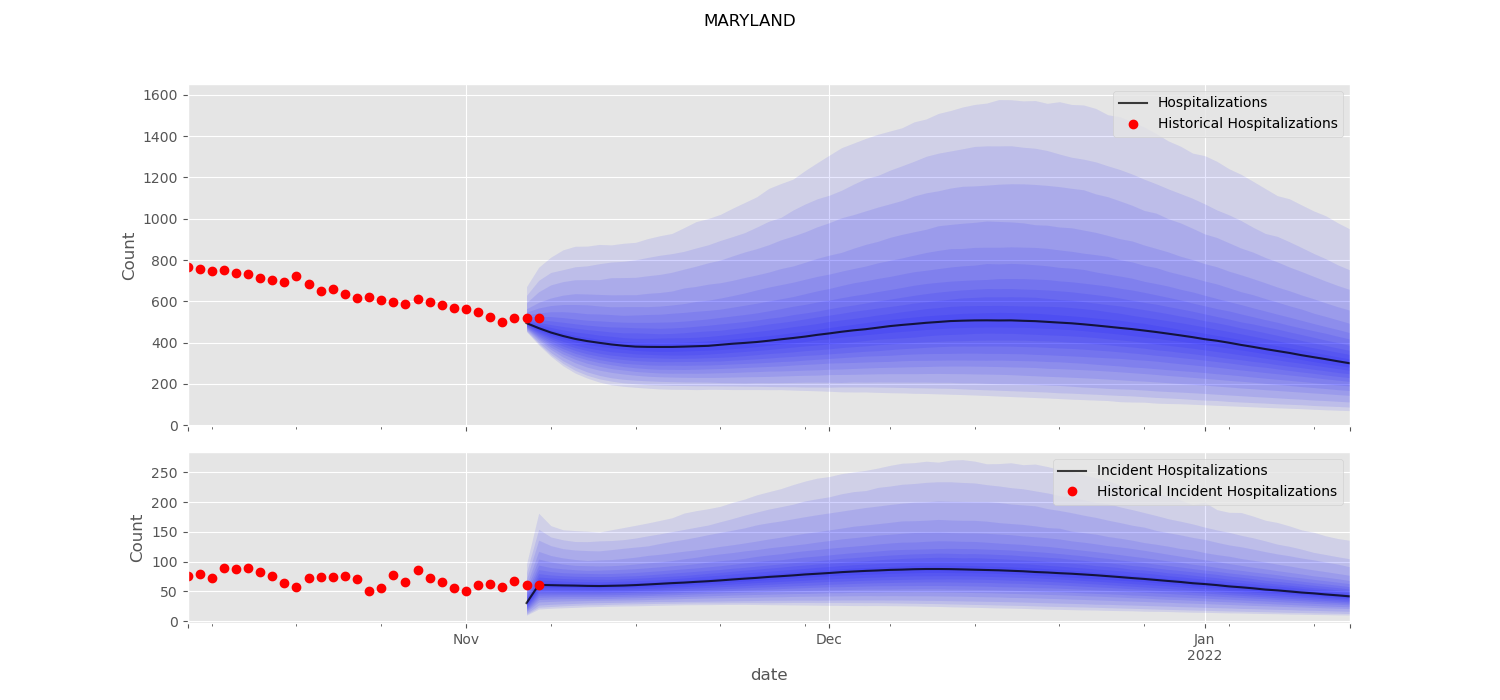 MARYLAND
1600
1400
1200
1000
800
600
400
200
0
Count
Hospitalizations
Historical Hospitalizations
250
200
150
100
50
0
Count
Incident Hospitalizations
Historical Incident Hospitalizations
Nov
Dec
Jan
2022
date